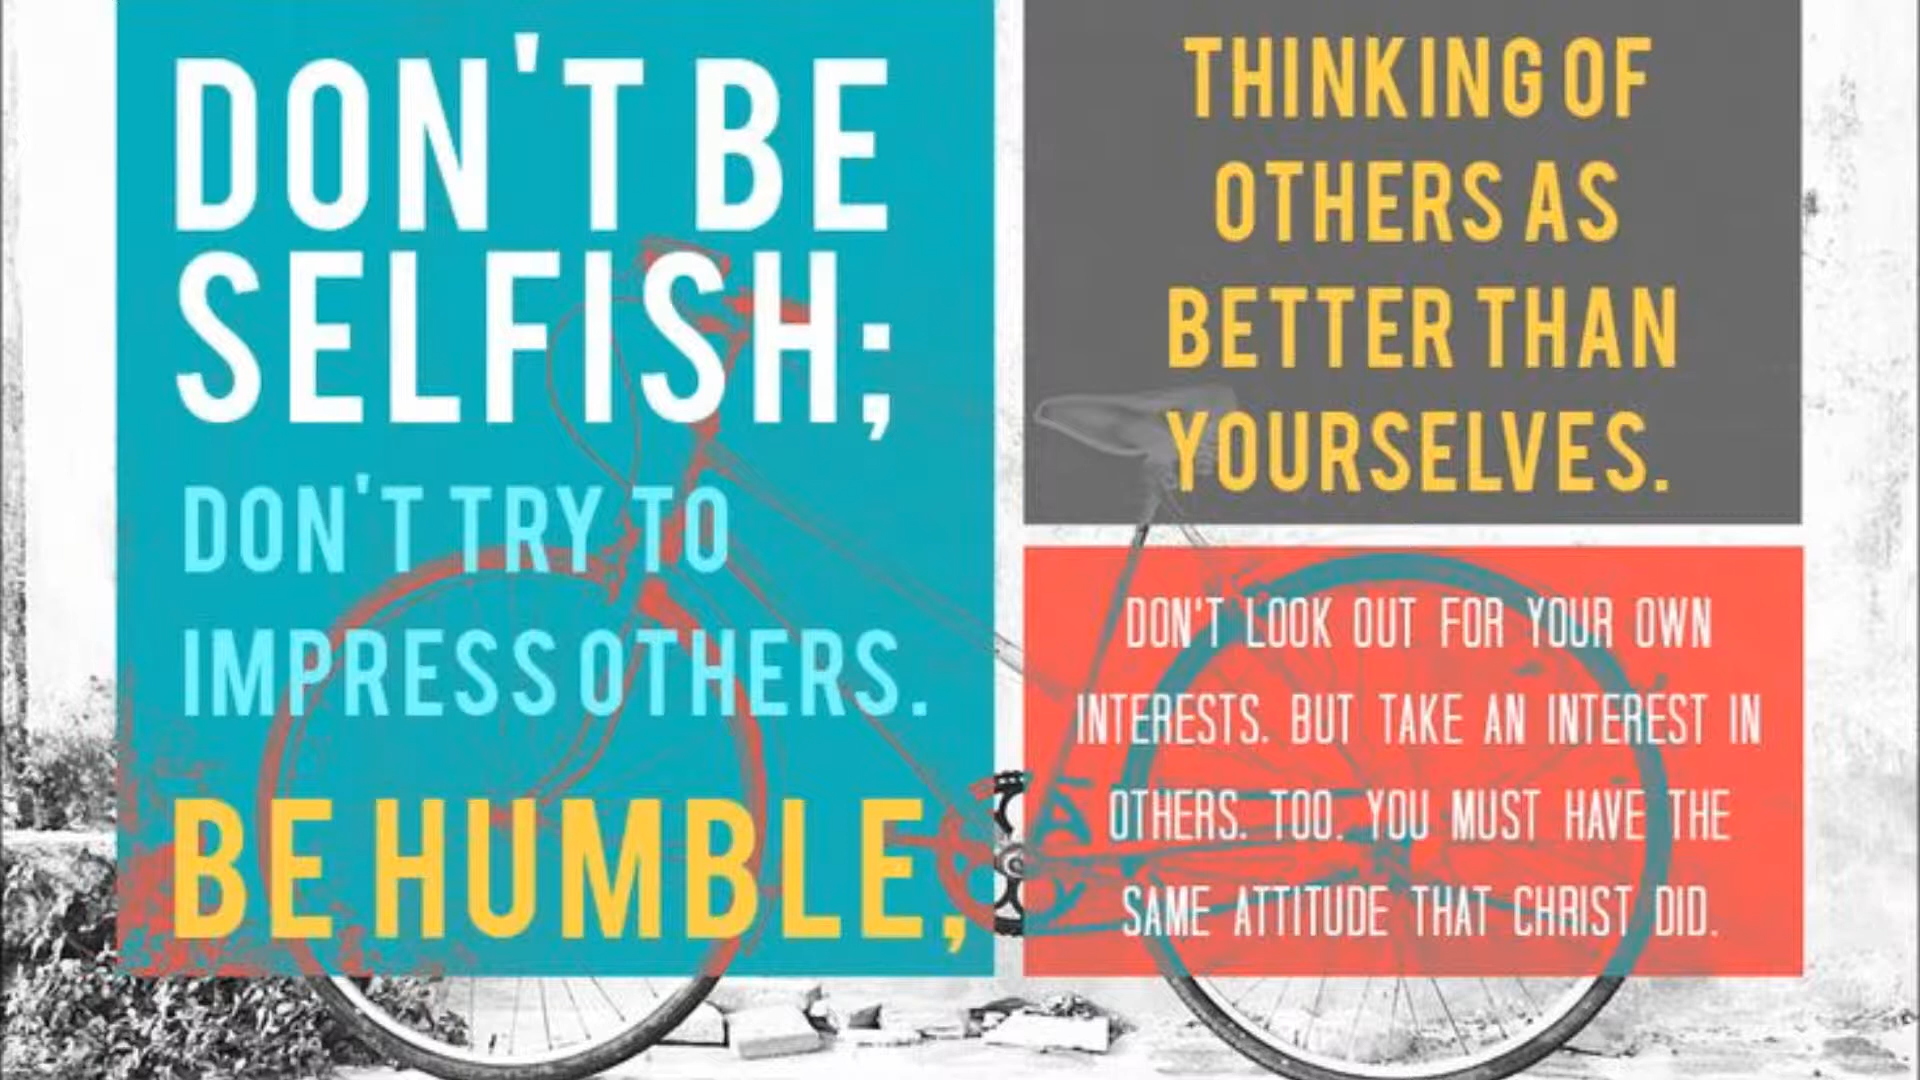 DON'T BE
SELFISH;
DON'T TRY TO
IMPRESS OTHERS.
BE HUMBLE,
THINKING OF
OTHERS AS
BETTER THAN
YOURSELVES.
DON'T LOOK OUT FOR YOUR OWN
INTERESTS. BUT TAKE AN INTEREST IN
OTHERS. TOO. YOU MUST HAVE THE
SAME ATTITUDE THAT CHRIST DID.